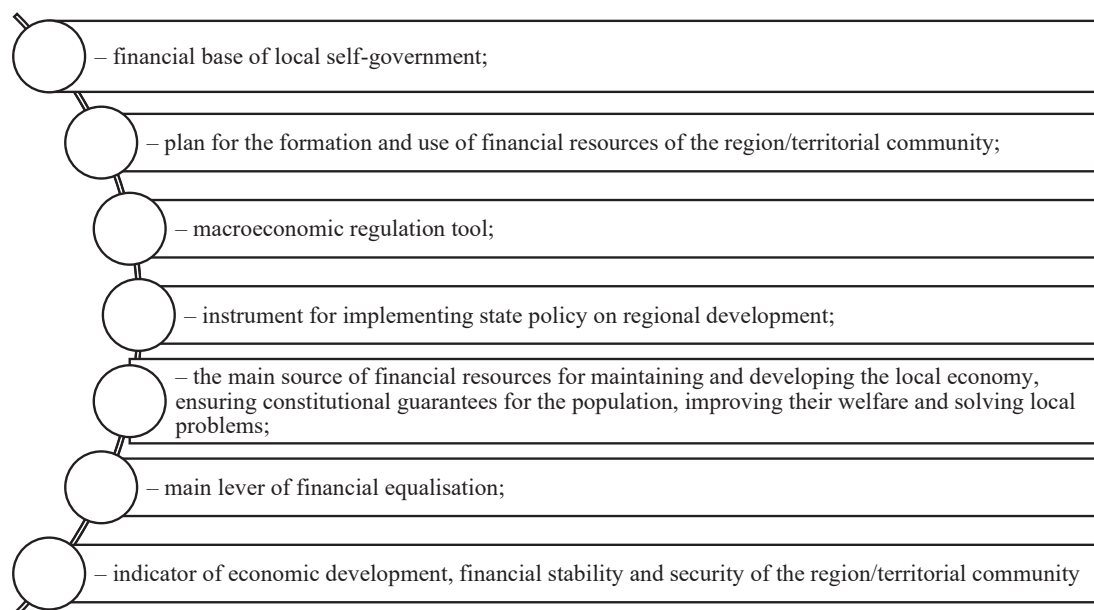 – financial base of local self-government;
– plan for the formation and use of financial resources of the region/territorial community;
– macroeconomic regulation tool;
– instrument for implementing state policy on regional development;
– the main source of financial resources for maintaining and developing the local economy,
ensuring constitutional guarantees for the population, improving their welfare and solving local
problems;
– main lever of financial equalisation;
– indicator of economic development, financial stability and security of the region/territorial community